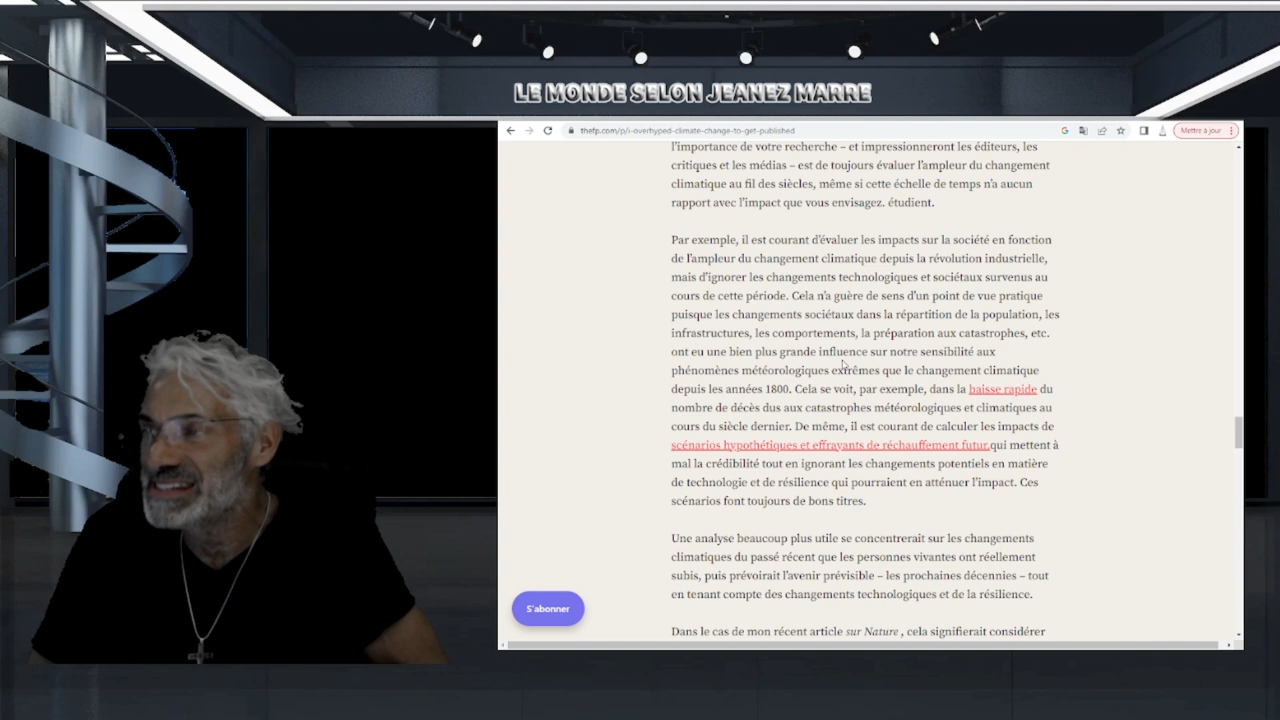 LE MONDE SELON JEANEZ MARRE
thefp.com/p/i-overhyped-climate-change-to-get-published
Mettre à jour
l'importance de votre recherche – et impressionneront les éditeurs, les
critiques et les médias – est de toujours évaluer l'ampleur du changement
climatique au fil des siècles, même si cette échelle de temps n'a aucun
rapport avec l'impact que vous envisagez. étudient.
Par exemple, il est courant d'évaluer les impacts sur la société en fonction
de l'ampleur du changement climatique depuis la révolution industrielle,
mais d'ignorer les changements technologiques et sociétaux survenus au
cours de cette période. Cela n'a guère de sens d'un point de vue pratique
puisque les changements sociétaux dans la répartition de la population, les
infrastructures, les comportements, la préparation aux catastrophes, etc.
ont eu une bien plus grande influence sur notre sensibilité aux
phénomènes météorologiques extrêmes que le changement climatique
depuis les années 1800. Cela se voit, par exemple, dans la baisse rapide du
nombre de décès dus aux catastrophes météorologiques et climatiques au
cours du siècle dernier. De même, il est courant de calculer les impacts de
scénarios hypothétiques et effrayants de réchauffement futur.qui mettent à
mal la crédibilité tout en ignorant les changements potentiels en matière
de technologie et de résilience qui pourraient en atténuer l'impact. Ces
scénarios font toujours de bons titres.
Une analyse beaucoup plus utile se concentrerait sur les changements
climatiques du passé récent que les personnes vivantes ont réellement
subis, puis prévoirait l'avenir prévisible – les prochaines décennies – tout
en tenant compte des changements technologiques et de la résilience.
S'abonner
Dans le cas de mon récent article sur Nature , cela signifierait considérer